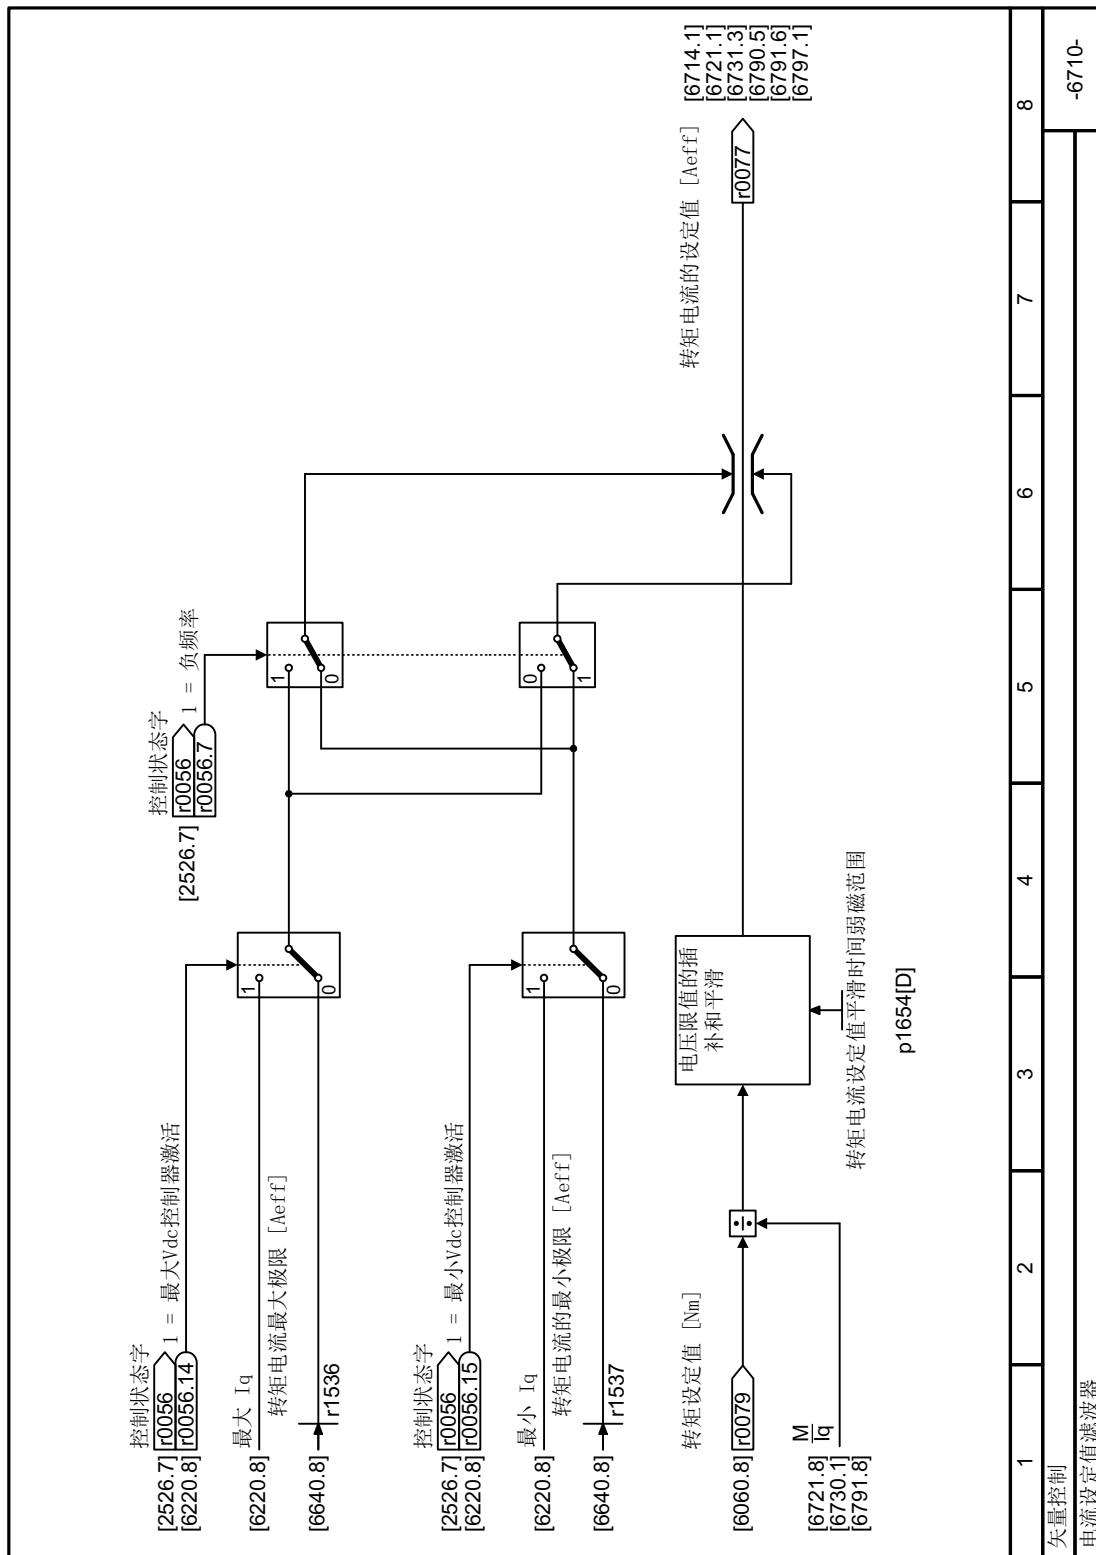 控制状态字
[2526.7] r0056
[6220.8] r0056.14
1 = 最大Vdc控制器激活
[6220.8]
最大 Iq
转矩电流最大极限 [Aeff]
[6640.8]
r1536
1
0
控制状态字
[2526.7]
r0056
r0056.7
1 = 负频率
1
0
控制状态字
[2526.7] r0056
[6220.8] r0056.15
1 = 最小Vdc控制器激活
[6220.8]
最小 Iq
转矩电流的最小极限 [Aeff]
[6640.8]
r1537
1
0
0
1
转矩设定值 [Nm]
[6060.8] r0079
M
Iq
[6721.8]
[6730.1]
[6791.8]
电压限值的插
补和平滑
转矩电流设定值平滑时间弱磁范围
p1654[D]
转矩电流的设定值 [Aeff]
r0077
[6714.1]
[6721.1]
[6731.3]
[6790.5]
[6791.6]
[6797.1]
1 2 3 4 5 6 7 8
矢量控制
-6710-
电流设定值滤波器